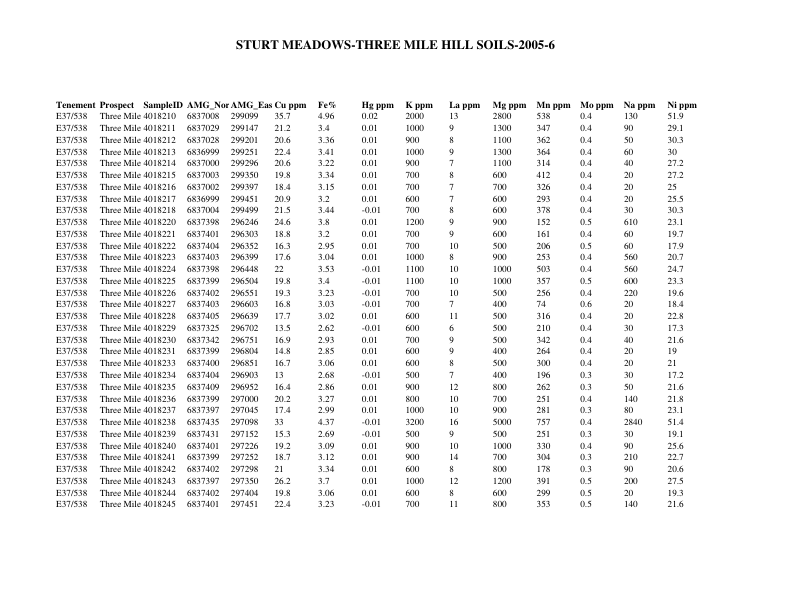 STURT MEADOWS-THREE MILE HILL SOILS-2005-6
Tenement Prospect SampleID AMG_Nor AMG_Eas Cu ppm Fe% Hg ppm K ppm La ppm Mg ppm Mn ppm Mo ppm Na ppm Ni ppm
E37/538 Three Mile 4018210 6837008 299099 35.7 4.96 0.02 2000 13 2800 538 0.4 130 51.9
E37/538 Three Mile 4018211 6837029 299147 21.2 3.4 0.01 1000 9 1300 347 0.4 90 29.1
E37/538 Three Mile 4018212 6837028 299201 20.6 3.36 0.01 900 8 1100 362 0.4 50 30.3
E37/538 Three Mile 4018213 6836999 299251 22.4 3.41 0.01 1000 9 1300 364 0.4 60 30
E37/538 Three Mile 4018214 6837000 299296 20.6 3.22 0.01 900 7 1100 314 0.4 40 27.2
E37/538 Three Mile 4018215 6837003 299350 19.8 3.34 0.01 700 8 600 412 0.4 20 27.2
E37/538 Three Mile 4018216 6837002 299397 18.4 3.15 0.01 700 7 700 326 0.4 20 25
E37/538 Three Mile 4018217 6836999 299451 20.9 3.2 0.01 600 7 600 293 0.4 20 25.5
E37/538 Three Mile 4018218 6837004 299499 21.5 3.44 -0.01 700 8 600 378 0.4 30 30.3
E37/538 Three Mile 4018220 6837398 296246 24.6 3.8 0.01 1200 9 900 152 0.5 610 23.1
E37/538 Three Mile 4018221 6837401 296303 18.8 3.2 0.01 700 9 600 161 0.4 60 19.7
E37/538 Three Mile 4018222 6837404 296352 16.3 2.95 0.01 700 10 500 206 0.5 60 17.9
E37/538 Three Mile 4018223 6837403 296399 17.6 3.04 0.01 1000 8 900 253 0.4 560 20.7
E37/538 Three Mile 4018224 6837398 296448 22 3.53 -0.01 1100 10 1000 503 0.4 560 24.7
E37/538 Three Mile 4018225 6837399 296504 19.8 3.4 -0.01 1100 10 1000 357 0.5 600 23.3
E37/538 Three Mile 4018226 6837402 296551 19.3 3.23 -0.01 700 10 500 256 0.4 220 19.6
E37/538 Three Mile 4018227 6837403 296603 16.8 3.03 -0.01 700 7 400 74 0.6 20 18.4
E37/538 Three Mile 4018228 6837405 296639 17.7 3.02 0.01 600 11 500 316 0.4 20 22.8
E37/538 Three Mile 4018229 6837325 296702 13.5 2.62 -0.01 600 6 500 210 0.4 30 17.3
E37/538 Three Mile 4018230 6837342 296751 16.9 2.93 0.01 700 9 500 342 0.4 40 21.6
E37/538 Three Mile 4018231 6837399 296804 14.8 2.85 0.01 600 9 400 264 0.4 20 19
E37/538 Three Mile 4018233 6837400 296851 16.7 3.06 0.01 600 8 500 300 0.4 20 21
E37/538 Three Mile 4018234 6837404 296903 13 2.68 -0.01 500 7 400 196 0.3 30 17.2
E37/538 Three Mile 4018235 6837409 296952 16.4 2.86 0.01 900 12 800 262 0.3 50 21.6
E37/538 Three Mile 4018236 6837399 297000 20.2 3.27 0.01 800 10 700 251 0.4 140 21.8
E37/538 Three Mile 4018237 6837397 297045 17.4 2.99 0.01 1000 10 900 281 0.3 80 23.1
E37/538 Three Mile 4018238 6837435 297098 33 4.37 -0.01 3200 16 5000 757 0.4 2840 51.4
E37/538 Three Mile 4018239 6837431 297152 15.3 2.69 -0.01 500 9 500 251 0.3 30 19.1
E37/538 Three Mile 4018240 6837401 297226 19.2 3.09 0.01 900 10 1000 330 0.4 90 25.6
E37/538 Three Mile 4018241 6837399 297252 18.7 3.12 0.01 900 14 700 304 0.3 210 22.7
E37/538 Three Mile 4018242 6837402 297298 21 3.34 0.01 600 8 800 178 0.3 90 20.6
E37/538 Three Mile 4018243 6837397 297350 26.2 3.7 0.01 1000 12 1200 391 0.5 200 27.5
E37/538 Three Mile 4018244 6837402 297404 19.8 3.06 0.01 600 8 600 299 0.5 20 19.3
E37/538 Three Mile 4018245 6837401 297451 22.4 3.23 -0.01 700 11 800 353 0.5 140 21.6